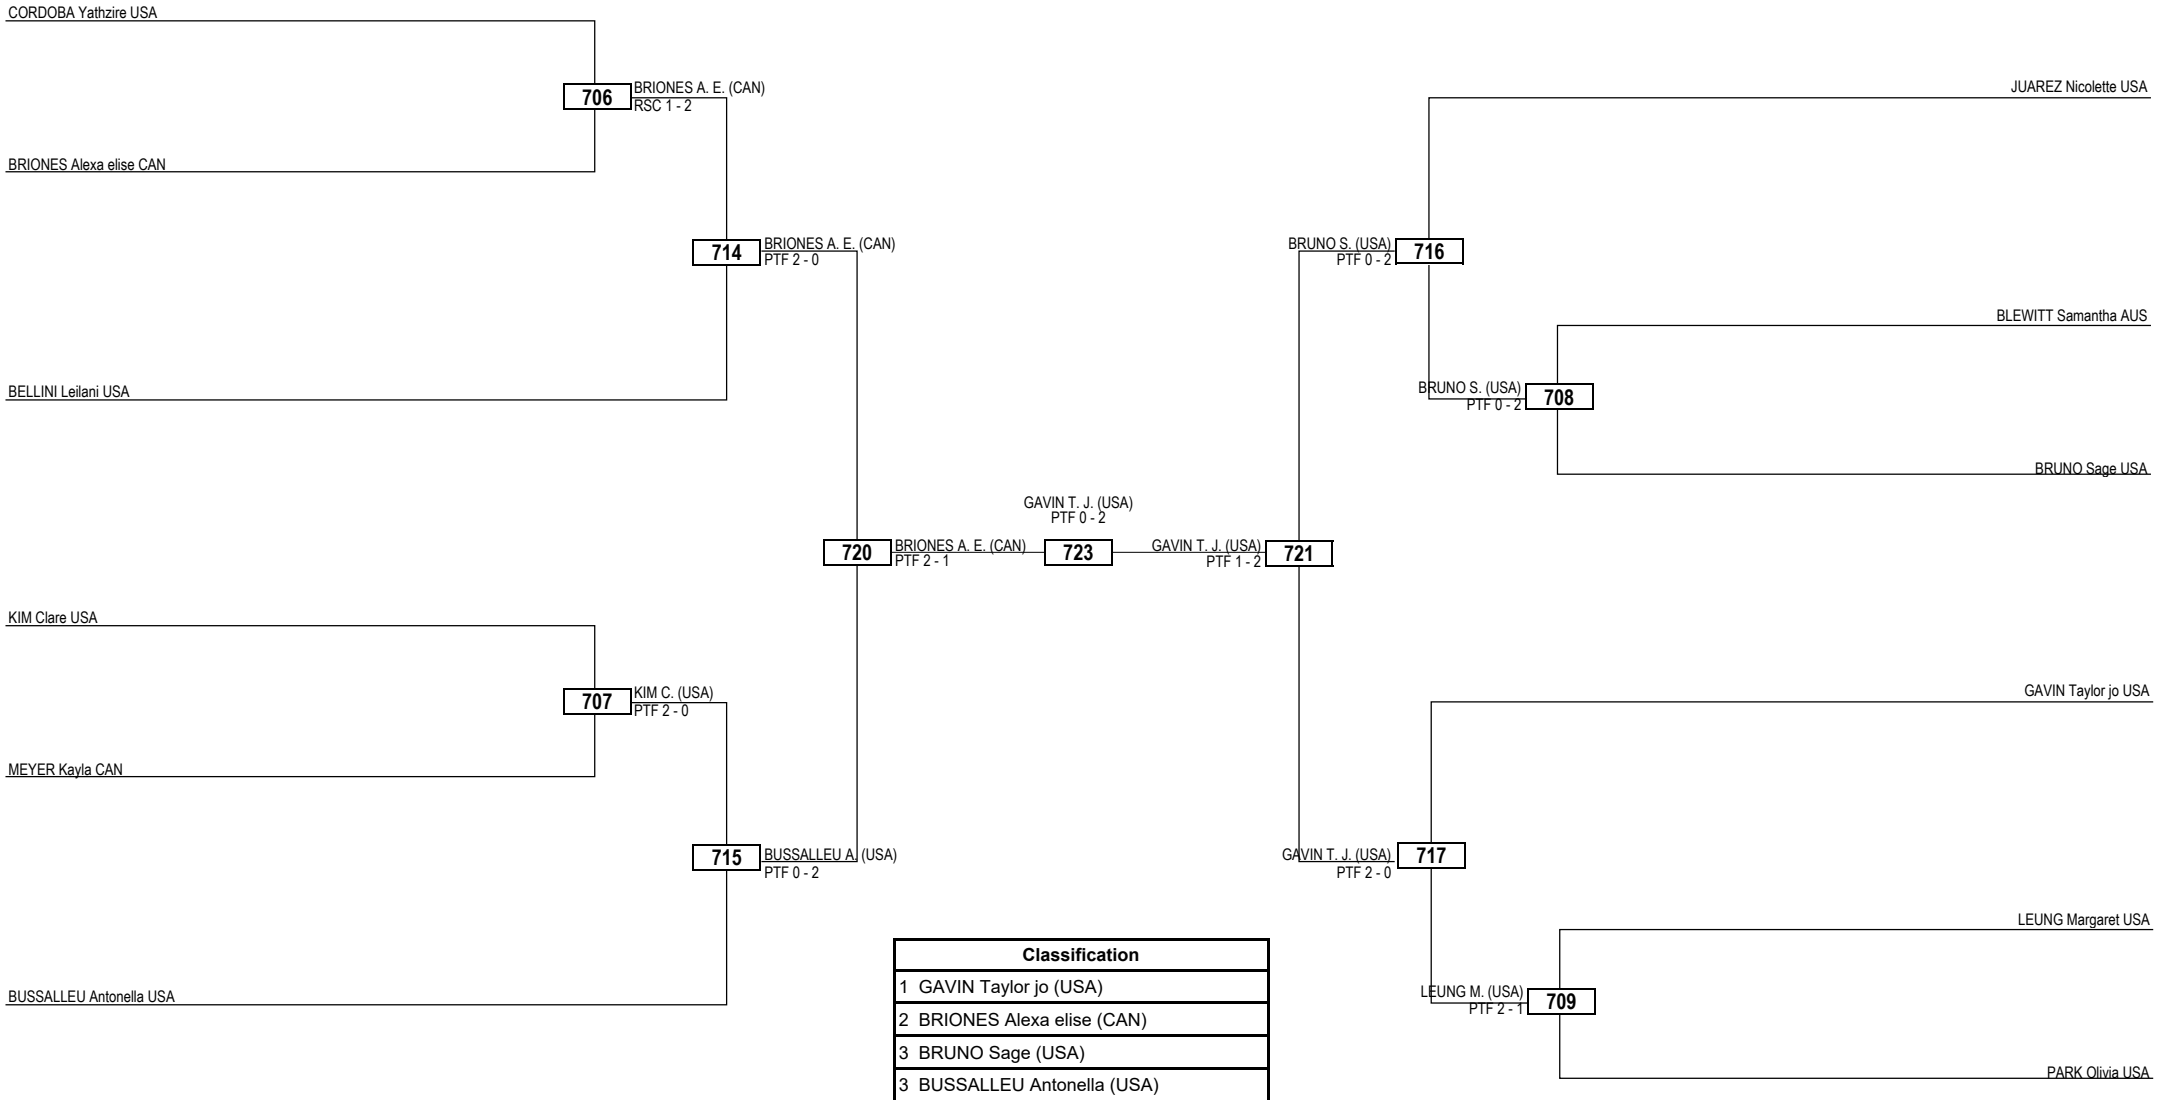 CORDOBA Yathzire USA
706
BRIONES A. E. (CAN)
RSC 1 - 2
BRIONES Alexa elise CAN
714
BRIONES A. E. (CAN)
PTF 2 - 0
BELLINI Leilani USA
720
BRIONES A. E. (CAN)
PTF 2 - 1
KIM Clare USA
707
KIM C. (USA)
PTF 2 - 0
MEYER Kayla CAN
715
BUSSALLEU A. (USA)
PTF 0 - 2
BUSSALLEU Antonella USA
GAVIN T. J. (USA)
PTF 0 - 2
723
JUAREZ Nicolette USA
BRUNO S. (USA)
PTF 0 - 2
716
BLEWITT Samantha AUS
BRUNO S. (USA)
PTF 0 - 2
708
BRUNO Sage USA
GAVIN T. J. (USA)
PTF 1 - 2
721
GAVIN Taylor jo USA
GAVIN T. J. (USA)
PTF 2 - 0
717
LEUNG Margaret USA
LEUNG M. (USA)
PTF 2 - 1
709
PARK Olivia USA
Classification
1 GAVIN Taylor jo (USA)
2 BRIONES Alexa elise (CAN)
3 BRUNO Sage (USA)
3 BUSSALLEU Antonella (USA)